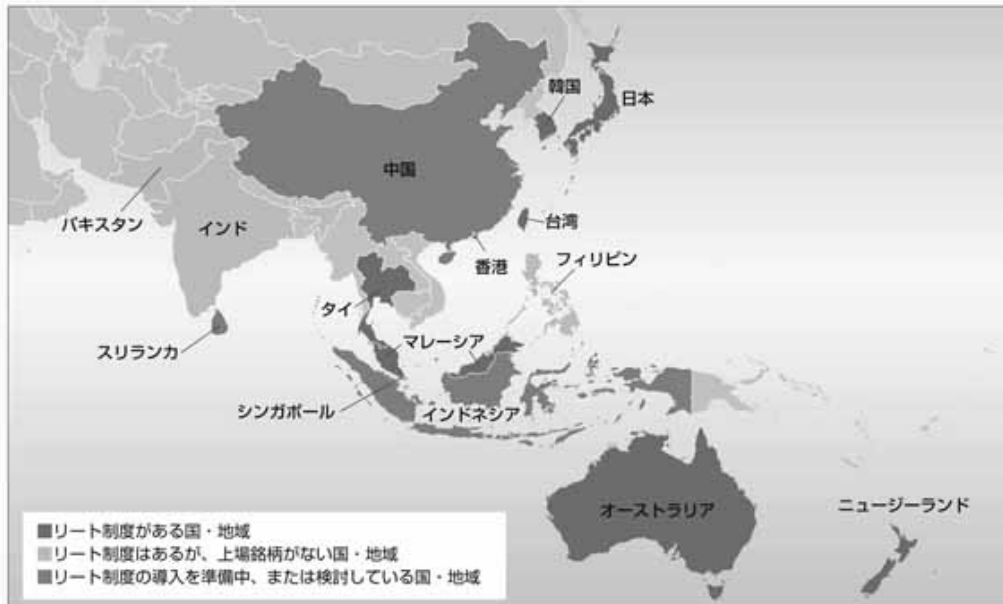 韓国
日本
中国
パキスタン
インド
台湾
香港
フィリピン
タイ
スリランカ
マレーシア
シンガポール
インドネシア
オーストラリア
ニュージーランド
■リート制度がある国・地域
■リート制度はあるが、上場銘柄がない国・地域
■リート制度の導入を準備中、または検討している国・地域